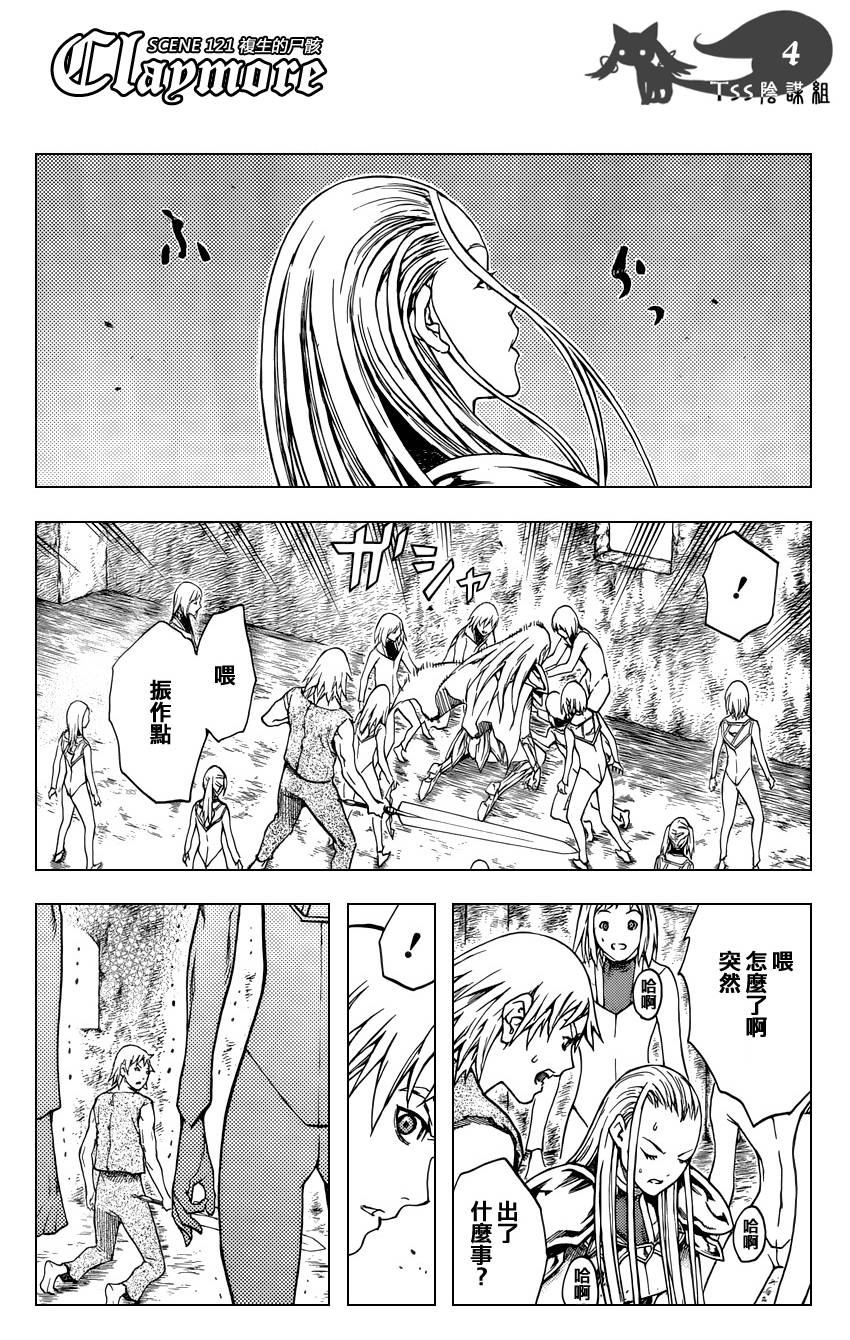 SCENE 121 複生的尸骸
Claymore
4
Tss陰謀組
ふ
らっ
！
ガシャ
喂
振作點
喂
怎麼了啊
突然
哈啊
哈啊
哈啊
出了
什麼事？
！